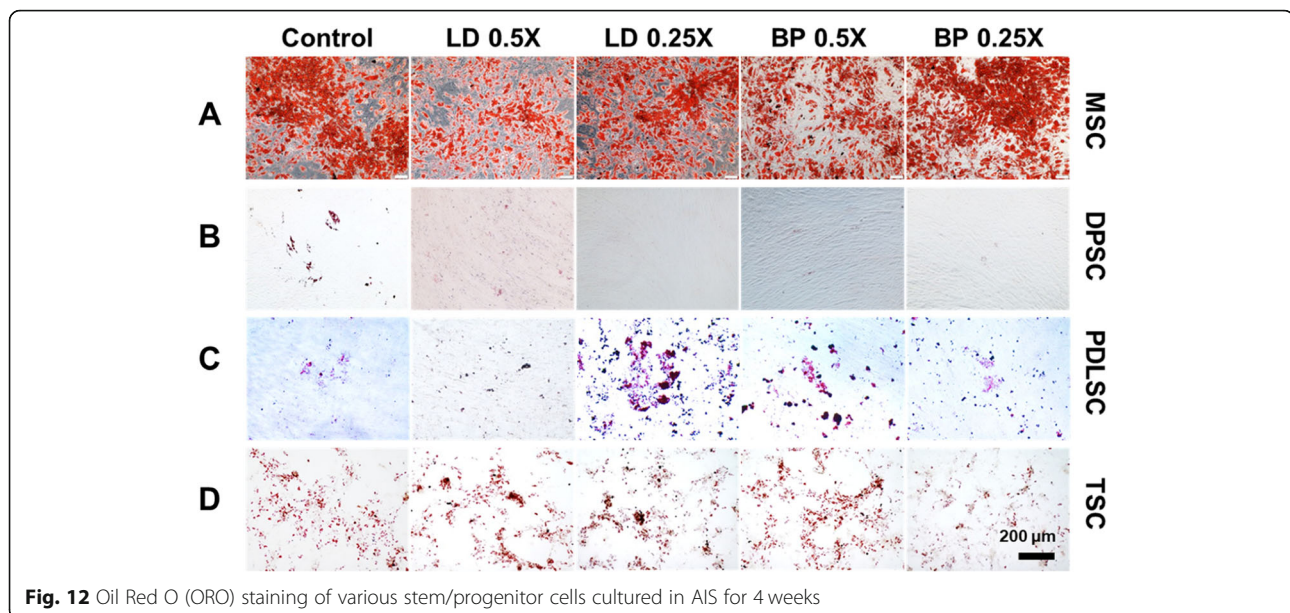 Control LD 0.5X LD 0.25X BP 0.5X BP 0.25X
A MSC
B DPSC
C PDLSC
D TSC
200 µm
Fig. 12 Oil Red O (ORO) staining of various stem/progenitor cells cultured in AIS for 4 weeks